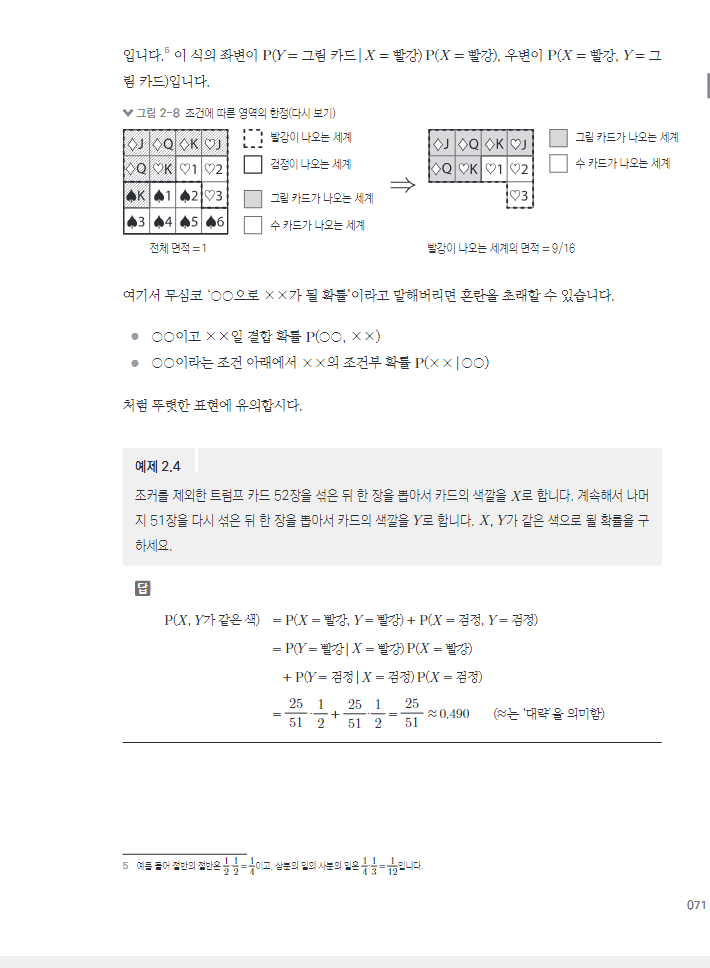 입니다.5 이 식의 좌변이 P(Y = 그림 카드 | X = 빨강) P(X = 빨강), 우변이 P(X = 빨강, Y = 그
림 카드)입니다.
그림 2-8 조건에 따른 영역의 한정(다시 보기)
♢J ♢Q ♢K ♡J
♢Q ♡K ♡1 ♡2
♠K ♠1 ♠2 ♡3
♠3 ♠4 ♠5 ♠6
전체 면적 = 1
빨강이 나오는 세계
검정이 나오는 세계
그림 카드가 나오는 세계
수 카드가 나오는 세계
⇒
♢J ♢Q ♢K ♡J
♢Q ♡K ♡1 ♡2
♡3
빨강이 나오는 세계의 면적 = 9/16
그림 카드가 나오는 세계
수 카드가 나오는 세계
여기서 무심코 ‘○○으로 ××가 될 확률’이라고 말해버리면 혼란을 초래할 수 있습니다.
● ○○이고 ××일 결합 확률 P(○○, ××)
● ○○이라는 조건 아래에서 ××의 조건부 확률 P(××|○○)
처럼 뚜렷한 표현에 유의합시다.
예제 2.4
조커를 제외한 트럼프 카드 52장을 섞은 뒤 한 장을 뽑아서 카드의 색깔을 X로 합니다. 계속해서 나머
지 51장을 다시 섞은 뒤 한 장을 뽑아서 카드의 색깔을 Y로 합니다. X, Y가 같은 색으로 될 확률을 구
하세요.
답
P(X, Y가 같은 색) = P(X = 빨강, Y = 빨강) + P(X = 검정, Y = 검정)
= P(Y = 빨강 | X = 빨강) P(X = 빨강)
+ P(Y = 검정 | X = 검정) P(X = 검정)
= 25/51 · 1/2 + 25/51 · 1/2 = 25/51 ≈ 0.490 (≈는 ‘대략’을 의미함)
5 예를 들어 절반의 절반은 1/2 · 1/2 = 1/4이고, 삼분의 일의 사분의 일은 1/4 · 1/3 = 1/12입니다.
071